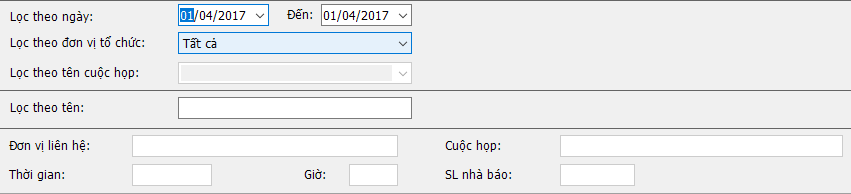 Lọc theo ngày: 01/04/2017 Đến: 01/04/2017
Lọc theo đơn vị tổ chức: Tất cả
Lọc theo tên cuộc họp:
Lọc theo tên:
Đơn vị liên hệ: Cuộc họp:
Thời gian: Giờ: SL nhà báo: